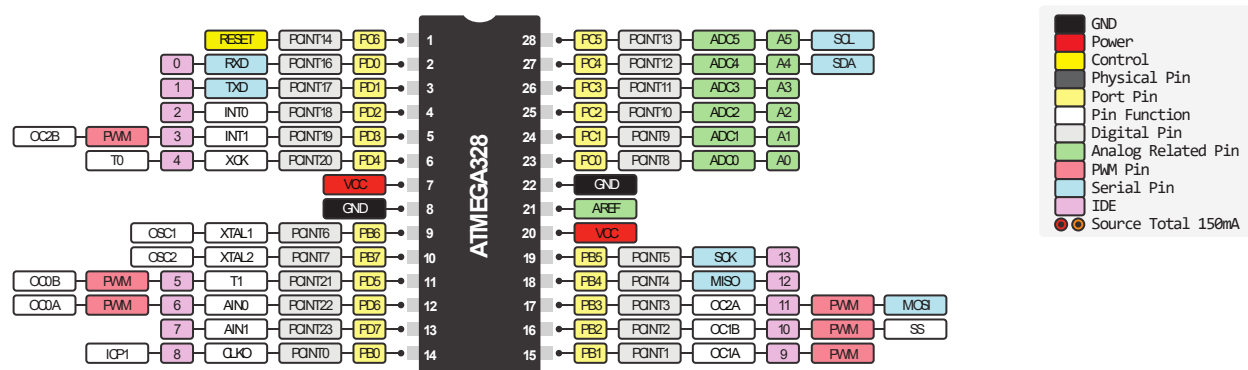 RESET PCINT14 PC6 1 28 PC5 PCINT13 ADC5 A5 SCL
0 RXD PCINT16 PD0 2 27 PC4 PCINT12 ADC4 A4 SDA
1 TXD PCINT17 PD1 3 26 PC3 PCINT11 ADC3 A3
2 INT0 PCINT18 PD2 4 25 PC2 PCINT10 ADC2 A2
OC2B PWM 3 INT1 PCINT19 PD3 5 24 PC1 PCINT9 ADC1 A1
T0 4 XCK PCINT20 PD4 6 23 PC0 PCINT8 ADC0 A0
VCC 7 22 GND
GND 8 21 AREF
OSC1 XTAL1 PCINT6 PB6 9 20 VCC
OSC2 XTAL2 PCINT7 PB7 10 19 PB5 PCINT5 SCK 13
OC0B PWM 5 T1 PCINT21 PD5 11 18 PB4 PCINT4 MISO 12
OC0A PWM 6 AIN0 PCINT22 PD6 12 17 PB3 PCINT3 OC2A 11 PWM MOSI
7 AIN1 PCINT23 PD7 13 16 PB2 PCINT2 OC1B 10 PWM SS
ICP1 8 CLKO PCINT0 PB0 14 15 PB1 PCINT1 OC1A 9 PWM
ATMEGA328
GND
Power
Control
Physical Pin
Port Pin
Pin Function
Digital Pin
Analog Related Pin
PWM Pin
Serial Pin
IDE
Source Total 150mA